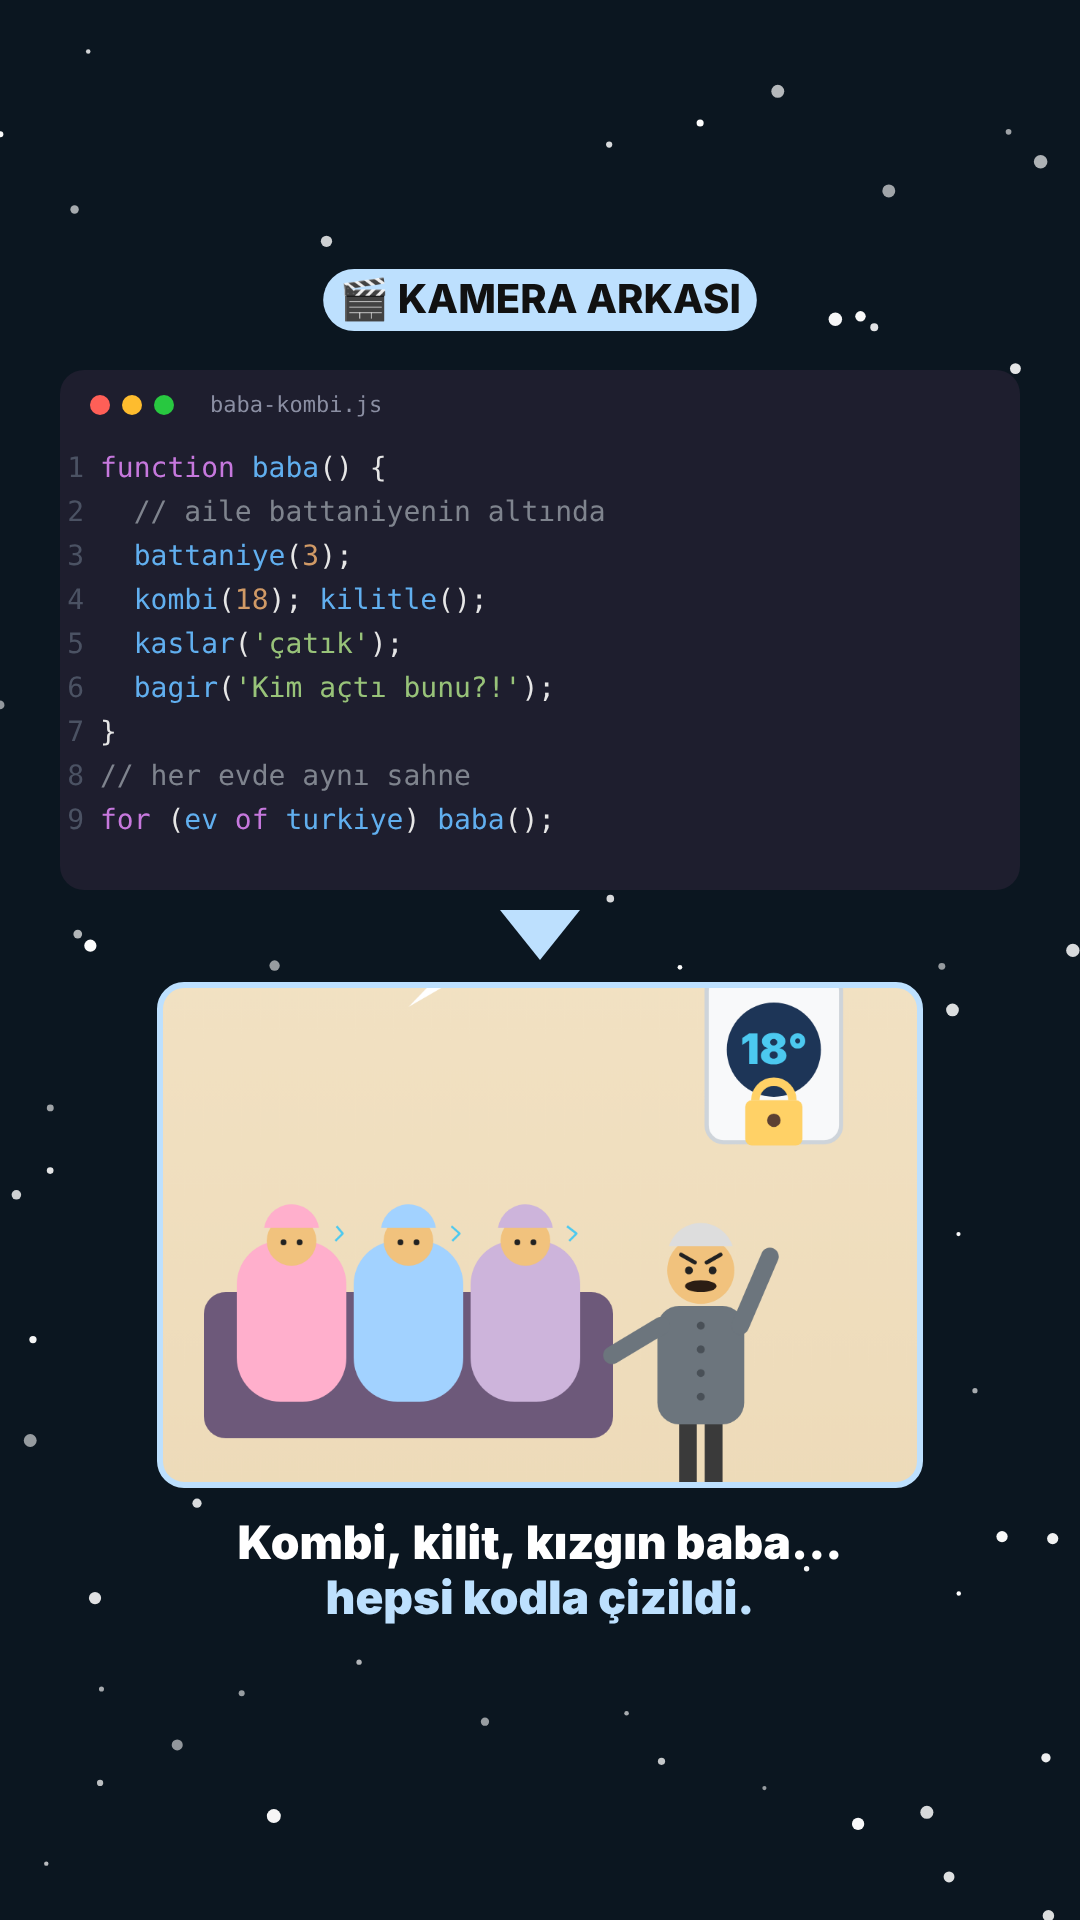 🎬 KAMERA ARKASI
baba-kombi.js
1 function baba() {
2   // aile battaniyenin altında
3   battaniye(3);
4   kombi(18); kilitle();
5   kaslar('çatık');
6   bagir('Kim açtı bunu?!');
7 }
8 // her evde aynı sahne
9 for (ev of turkiye) baba();
18°
Kombi, kilit, kızgın baba...
hepsi kodla çizildi.